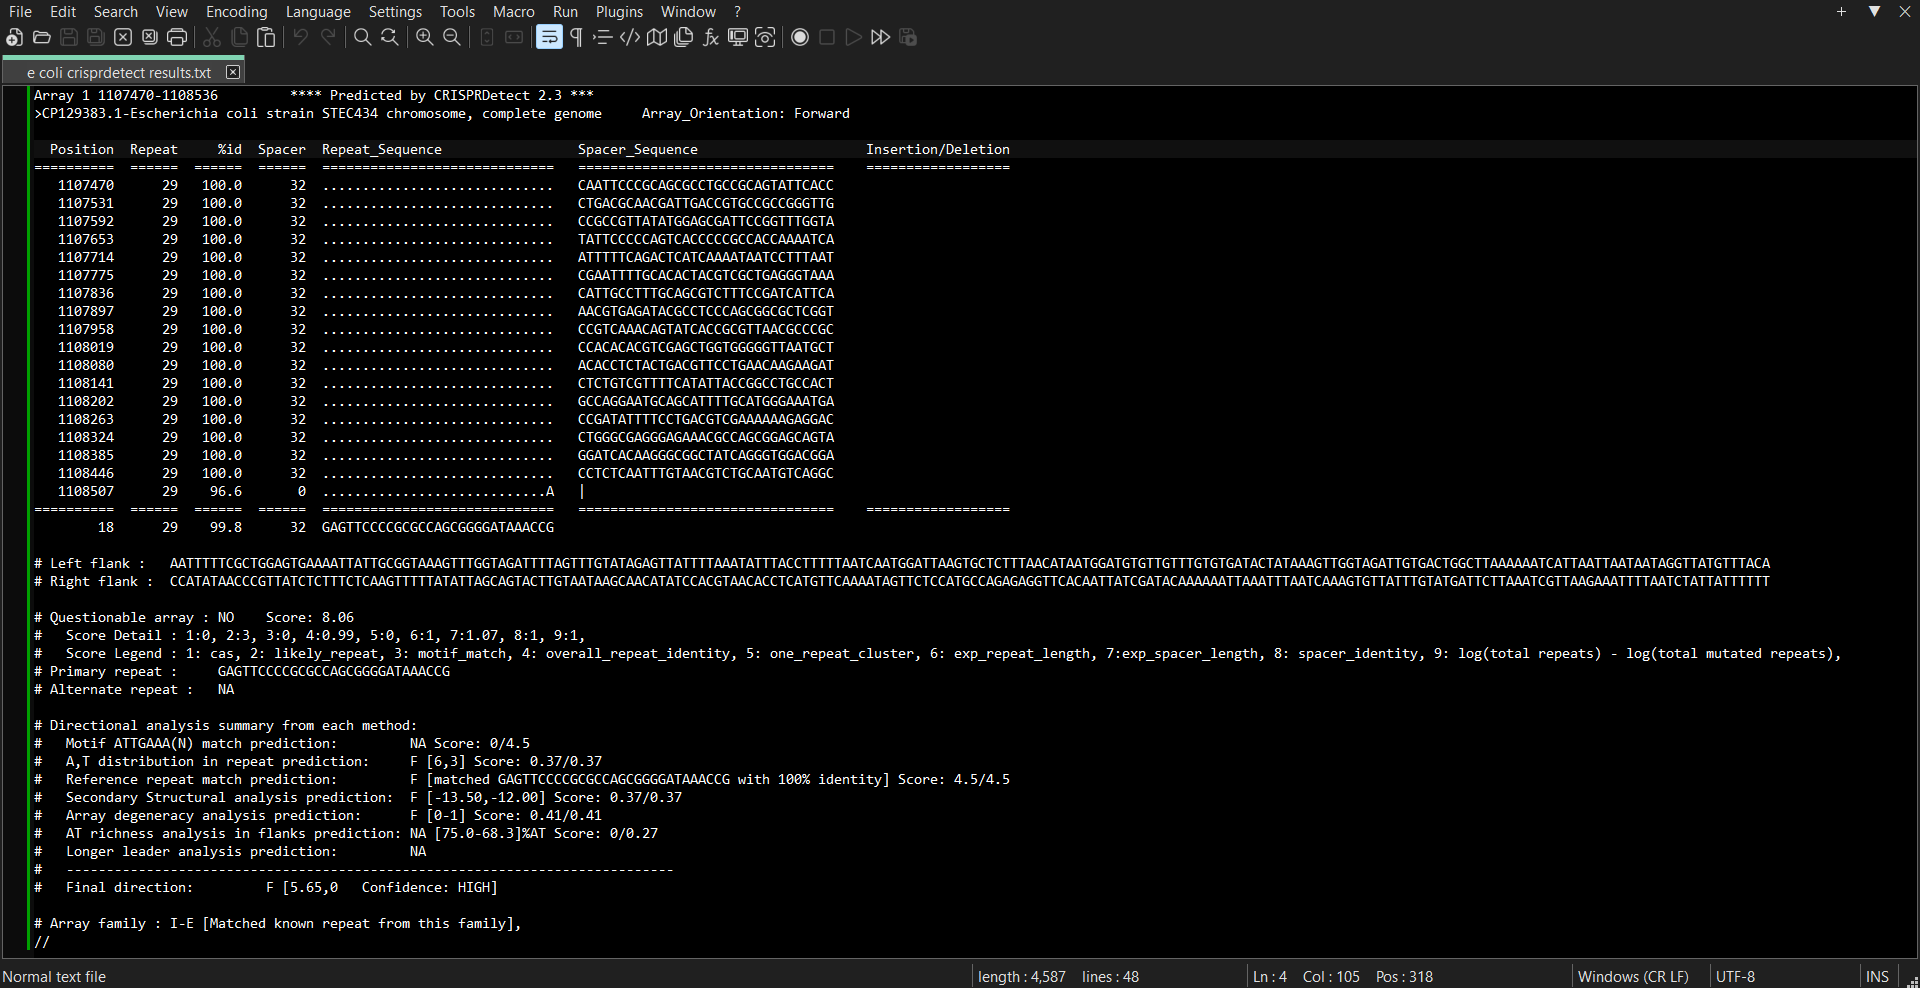 File Edit Search View Encoding Language Settings Tools Macro Run Plugins Window ?
e coli crisprdetect results.txt
Array 1 1107470-1108536 **** Predicted by CRISPRDetect 2.3 ***
>CP129383.1-Escherichia coli strain STEC434 chromosome, complete genome Array_Orientation: Forward
Position Repeat %id Spacer Repeat_Sequence Spacer_Sequence Insertion/Deletion
========== ====== ====== ====== ============================= ================================ ==================
1107470 29 100.0 32 ............................. CAATTCCCGCAGCGCCTGCCGCAGTATTCACC
1107531 29 100.0 32 ............................. CTGACGCAACGATTGACCGTGCCGCCGGGTTG
1107592 29 100.0 32 ............................. CCGCCGTTATATGGAGCGATTCCGGTTTGGTA
1107653 29 100.0 32 ............................. TATTCCCCCAGTCACCCCCGCCACCAAAATCA
1107714 29 100.0 32 ............................. ATTTTTCAGACTCATCAAAATAATCCTTTAAT
1107775 29 100.0 32 ............................. CGAATTTTGCACACTACGTCGCTGAGGGTAAA
1107836 29 100.0 32 ............................. CATTGCCTTTGCAGCGTCTTTCCGATCATTCA
1107897 29 100.0 32 ............................. AACGTGAGATACGCCTCCCAGCGGCGCTCGGT
1107958 29 100.0 32 ............................. CCGTCAAACAGTATCACCGCGTTAACGCCCGC
1108019 29 100.0 32 ............................. CCACACACGTCGAGCTGGTGGGGGTTAATGCT
1108080 29 100.0 32 ............................. ACACCTCTACTGACGTTCCTGAACAAGAAGAT
1108141 29 100.0 32 ............................. CTCTGTCGTTTTCATATTACCGGCCTGCCACT
1108202 29 100.0 32 ............................. GCCAGGAATGCAGCATTTTGCATGGGAAATGA
1108263 29 100.0 32 ............................. CCGATATTTTCCTGACGTCGAAAAAAGAGGAC
1108324 29 100.0 32 ............................. CTGGGCGAGGGAGAAACGCCAGCGGAGCAGTA
1108385 29 100.0 32 ............................. GGATCACAAGGGCGGCTATCAGGGTGGACGGA
1108446 29 100.0 32 ............................. CCTCTCAATTTGTAACGTCTGCAATGTCAGGC
1108507 29 96.6 0 ............................A |
========== ====== ====== ====== ============================= ================================ ==================
18 29 99.8 32 GAGTTCCCCGCGCCAGCGGGGATAAACCG
# Left flank : AATTTTTCGCTGGAGTGAAAATTATTGCGGTAAAGTTTGGTAGATTTTAGTTTGTATAGAGTTATTTTAAATATTTACCTTTTTAATCAATGGATTAAGTGCTCTTTAACATAATGGATGTGTTGTTTGTGTGATACTATAAAGTTGGTAGATTGTGACTGGCTTAAAAAATCATTAATTAATAATAGGTTATGTTTACA
# Right flank : CCATATAACCCGTTATCTCTTTCTCAAGTTTTTATATTAGCAGTACTTGTAATAAGCAACATATCCACGTAACACCTCATGTTCAAAATAGTTCTCCATGCCAGAGAGGTTCACAATTATCGATACAAAAAATTAAATTTAATCAAAGTGTTATTTGTATGATTCTTAAATCGTTAAGAAATTTTAATCTATTATTTTTT
# Questionable array : NO Score: 8.06
# Score Detail : 1:0, 2:3, 3:0, 4:0.99, 5:0, 6:1, 7:1.07, 8:1, 9:1,
# Score Legend : 1: cas, 2: likely_repeat, 3: motif_match, 4: overall_repeat_identity, 5: one_repeat_cluster, 6: exp_repeat_length, 7:exp_spacer_length, 8: spacer_identity, 9: log(total repeats) - log(total mutated repeats),
# Primary repeat : GAGTTCCCCGCGCCAGCGGGGATAAACCG
# Alternate repeat : NA
# Directional analysis summary from each method:
# Motif ATTGAAA(N) match prediction: NA Score: 0/4.5
# A,T distribution in repeat prediction: F [6,3] Score: 0.37/0.37
# Reference repeat match prediction: F [matched GAGTTCCCCGCGCCAGCGGGGATAAACCG with 100% identity] Score: 4.5/4.5
# Secondary Structural analysis prediction: F [-13.50,-12.00] Score: 0.37/0.37
# Array degeneracy analysis prediction: F [0-1] Score: 0.41/0.41
# AT richness analysis in flanks prediction: NA [75.0-68.3]%AT Score: 0/0.27
# Longer leader analysis prediction: NA
# ----------------------------------------------------------------------------
# Final direction: F [5.65,0 Confidence: HIGH]
# Array family : I-E [Matched known repeat from this family],
//
Normal text file length : 4,587 lines : 48 Ln : 4 Col : 105 Pos : 318 Windows (CR LF) UTF-8 INS